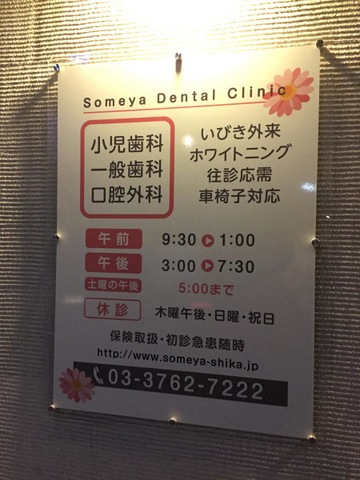 Someya Dental Clinic
小児歯科
一般歯科
口腔外科
いびき外来
ホワイトニング
往診応需
車椅子対応
午前 9:30 ▶ 1:00
午後 3:00 ▶ 7:30
土曜の午後 5:00まで
休診 木曜午後・日曜・祝日
保険取扱・初診急患随時
http://www.someya-shika.jp
03-3762-7222